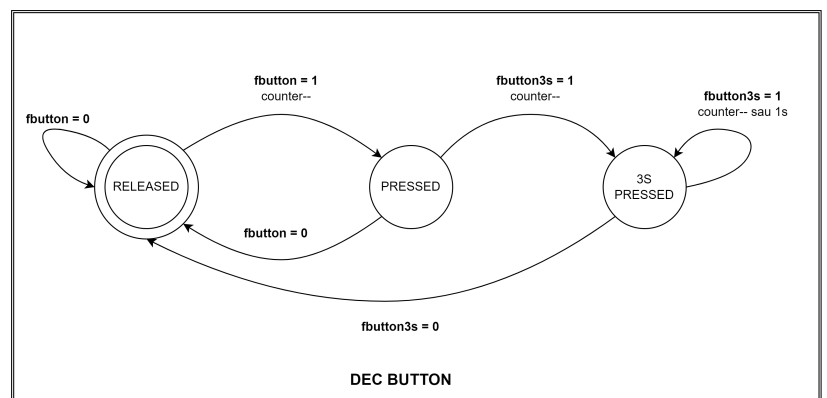 fbutton = 1
counter--
fbutton3s = 1
counter--
fbutton3s = 1
counter-- sau 1s
fbutton = 0
RELEASED
PRESSED
3S
PRESSED
fbutton = 0
fbutton3s = 0
DEC BUTTON